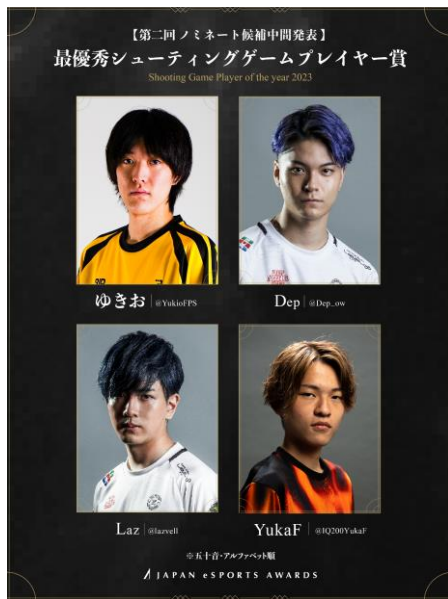 【第二回 ノミネート候補中間発表】
最優秀シューティングゲームプレイヤー賞
Shooting Game Player of the year 2023
ゆきお | @YukioFPS
Dep | @Dep_ow
Laz | @lazvell
YukaF | @IQ200YukaF
※五十音・アルファベット順
JAPAN eSPORTS AWARDS